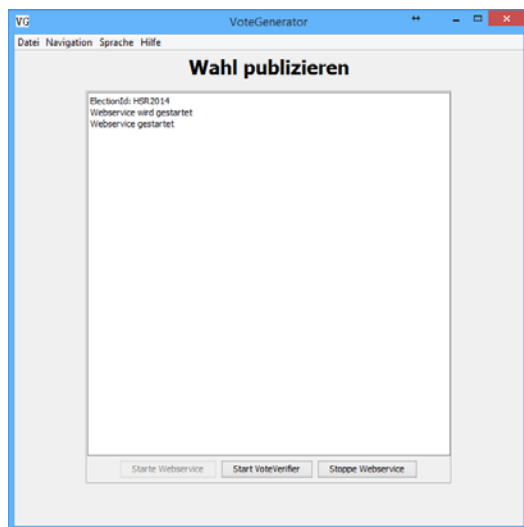 VG VoteGenerator
Datei Navigation Sprache Hilfe
Wahl publizieren
ElectionId: HSR2014
Webservice wird gestartet
Webservice gestartet
Starte Webservice Start VoteVerifier Stoppe Webservice